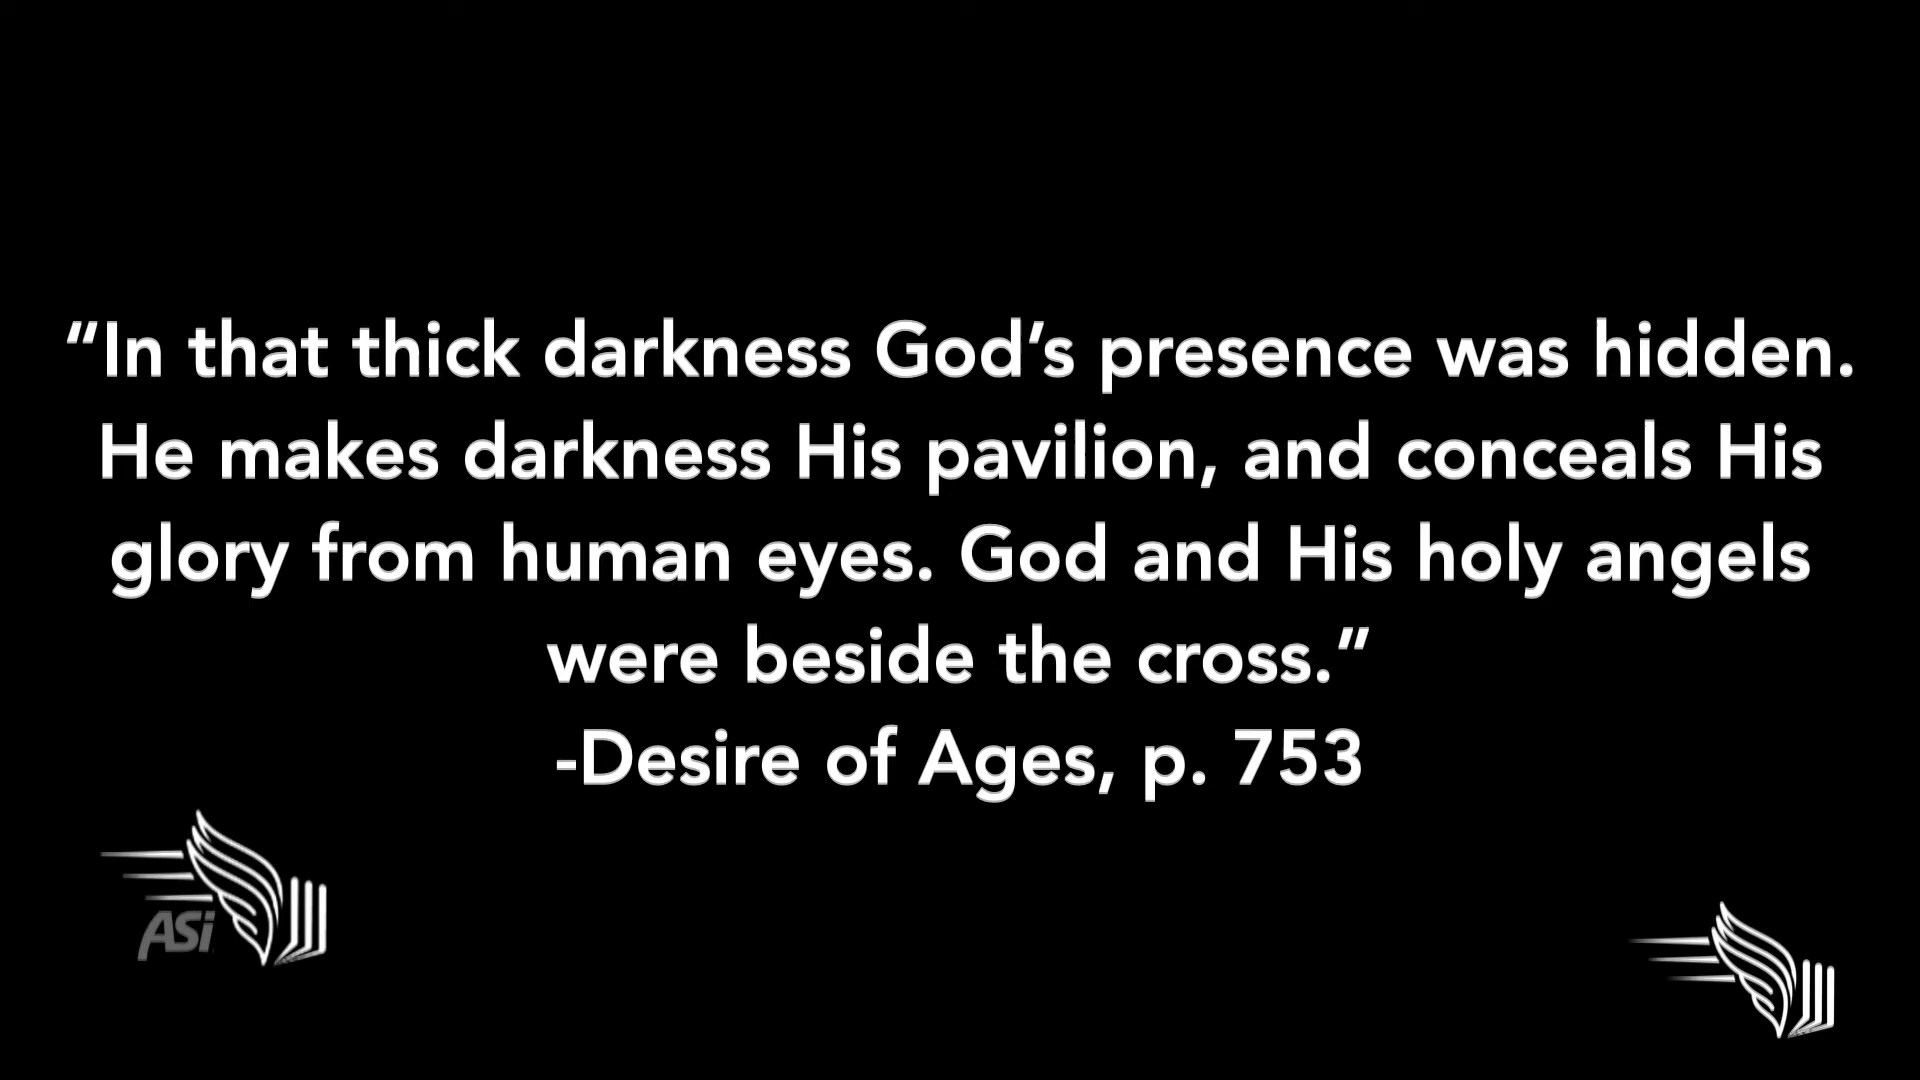 “In that thick darkness God’s presence was hidden.
He makes darkness His pavilion, and conceals His
glory from human eyes. God and His holy angels
were beside the cross.”
-Desire of Ages, p. 753
ASi